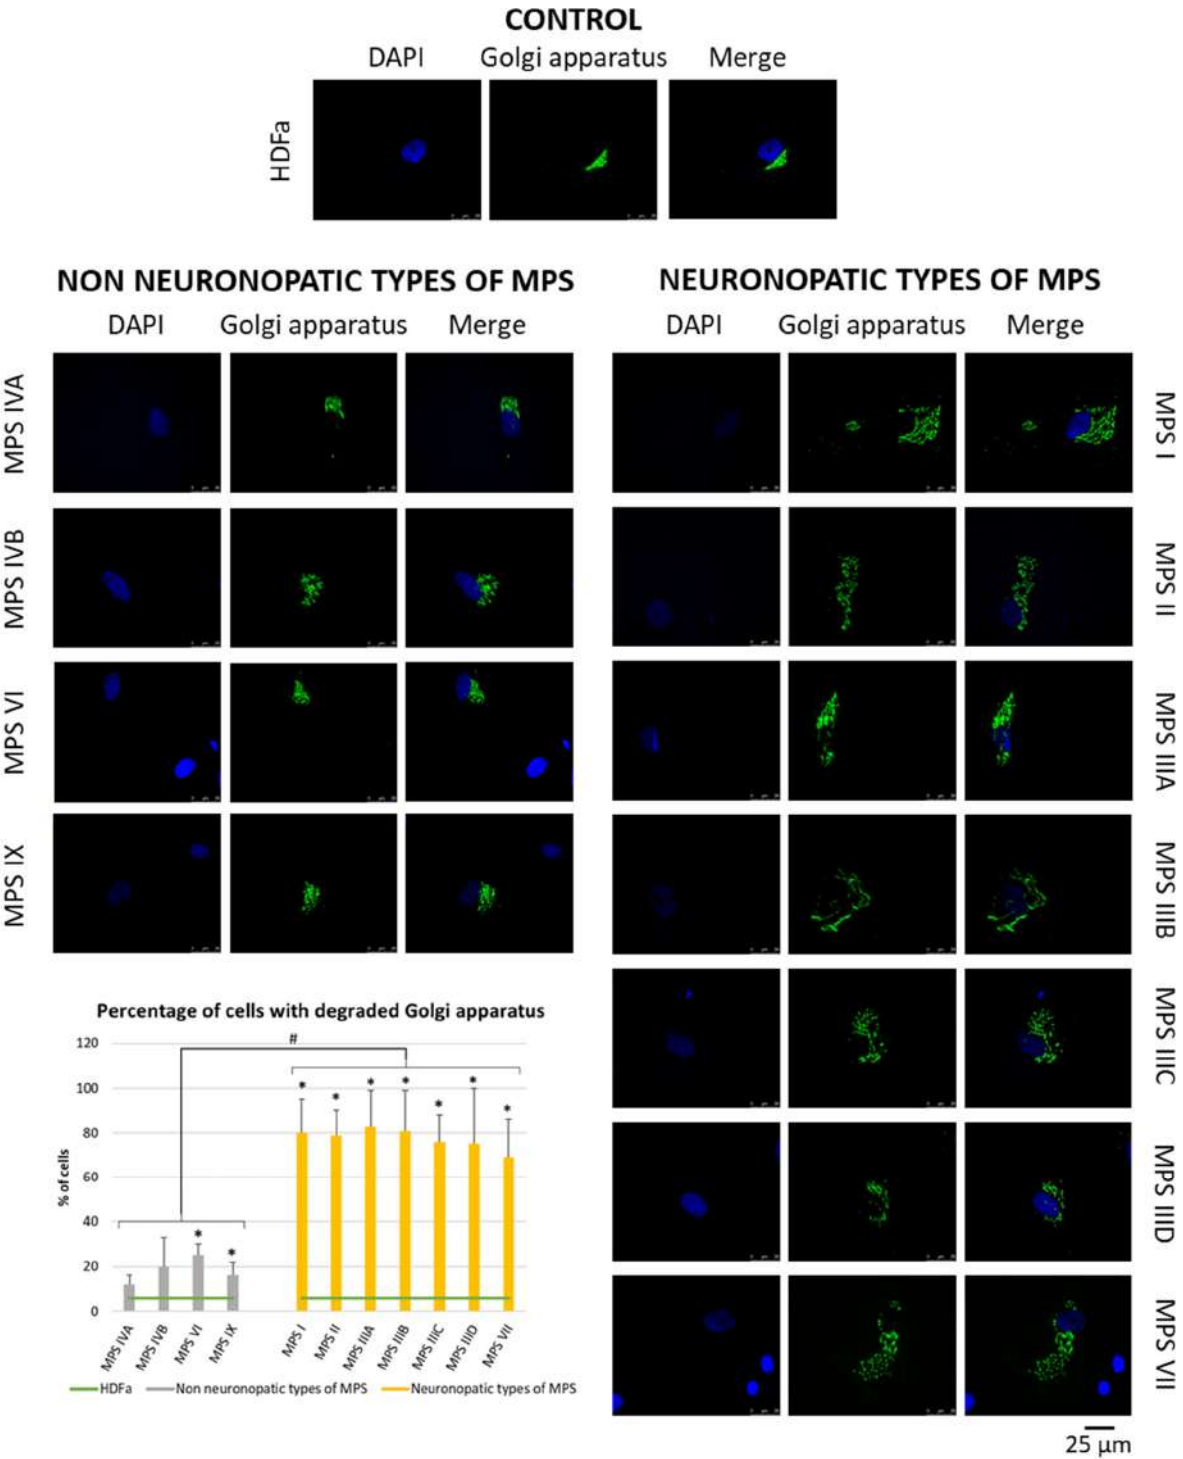 CONTROL
DAPI Golgi apparatus Merge
HDFa
NON NEURONOPATIC TYPES OF MPS
DAPI Golgi apparatus Merge
MPS IVA
MPS IVB
MPS VI
MPS IX
NEURONOPATIC TYPES OF MPS
DAPI Golgi apparatus Merge
MPS I
MPS II
MPS IIIA
MPS IIIB
MPS IIIC
MPS IIID
MPS VII
25 µm
Percentage of cells with degraded Golgi apparatus
% of cells
120
100
80
60
40
20
0
#
* * * * * * *
* *
MPS IVA MPS IVB MPS VI MPS IX MPS I MPS II MPS IIIA MPS IIIB MPS IIIC MPS IIID MPS VII
HDFa Non neuronopatic types of MPS Neuronopatic types of MPS